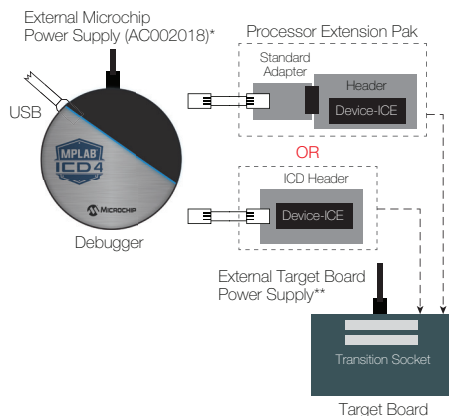 External Microchip
Power Supply (AC002018)*
USB
MPLAB
ICD 4
MICROCHIP
Debugger
Processor Extension Pak
Standard
Adapter
Header
Device-ICE
OR
ICD Header
Device-ICE
External Target Board
Power Supply**
Transition Socket
Target Board